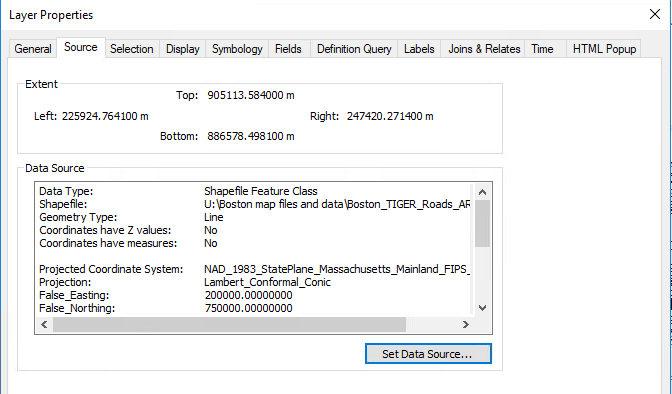 Layer Properties
General Source Selection Display Symbology Fields Definition Query Labels Joins & Relates Time HTML Popup
Extent
Top: 905113.584000 m
Left: 225924.764100 m Right: 247420.271400 m
Bottom: 886578.498100 m
Data Source
Data Type: Shapefile Feature Class
Shapefile: U:\Boston map files and data\Boston_TIGER_Roads_AR
Geometry Type: Line
Coordinates have Z values: No
Coordinates have measures: No
Projected Coordinate System: NAD_1983_StatePlane_Massachusetts_Mainland_FIPS_
Projection: Lambert_Conformal_Conic
False_Easting: 200000.00000000
False_Northing: 750000.00000000
Set Data Source...